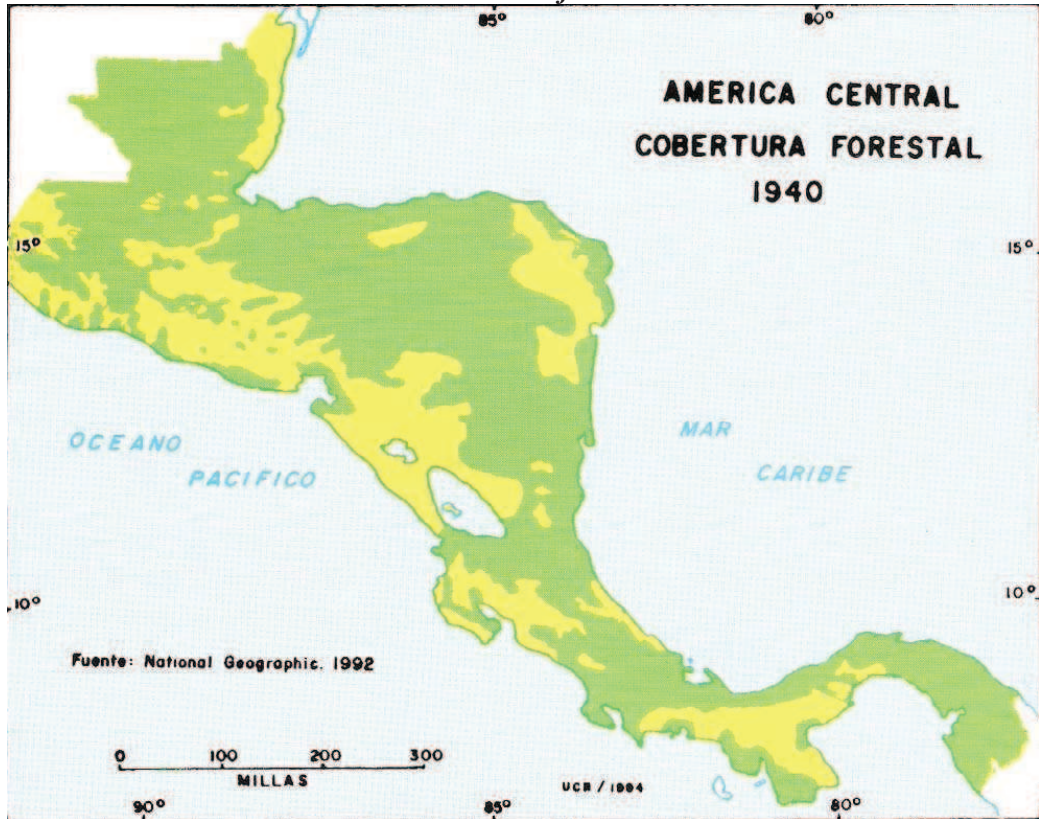 85°
80°
AMERICA CENTRAL
COBERTURA FORESTAL
1940
15°
15°
OCEANO
PACIFICO
MAR
CARIBE
10°
10°
Fuente: National Geographic. 1992
0 100 200 300
MILLAS
UCR / 1994
90°
85°
80°